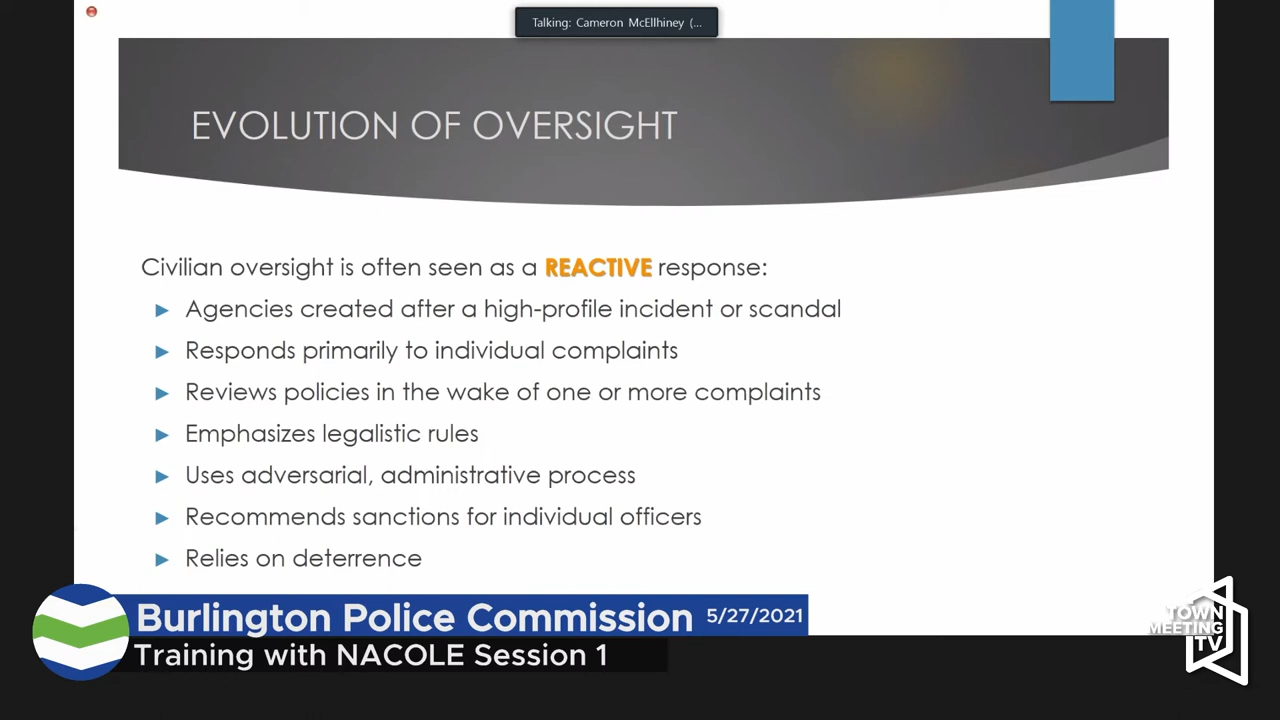 Talking: Cameron McEllhiney (...
EVOLUTION OF OVERSIGHT
Civilian oversight is often seen as a REACTIVE response:
Agencies created after a high-profile incident or scandal
Responds primarily to individual complaints
Reviews policies in the wake of one or more complaints
Emphasizes legalistic rules
Uses adversarial, administrative process
Recommends sanctions for individual officers
Relies on deterrence
Burlington Police Commission 5/27/2021
Training with NACOLE Session 1
TOWN
MEETING
TV